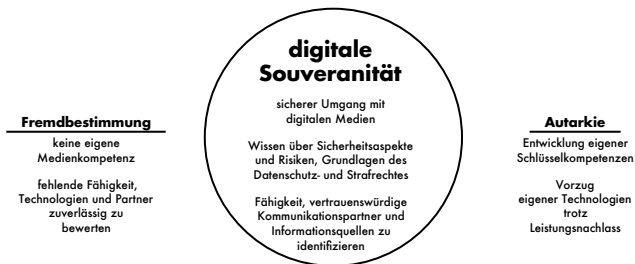 Fremdbestimmung
keine eigene
Medienkompetenz
fehlende Fähigkeit,
Technologien und Partner
zuverlässig zu
bewerten
digitale
Souveranität
sicherer Umgang mit
digitalen Medien
Wissen über Sicherheitsaspekte
und Risiken, Grundlagen des
Datenschutz- und Strafrechtes
Fähigkeit, vertrauenswürdige
Kommunikationspartner und
Informationsquellen zu
identifizieren
Autarkie
Entwicklung eigener
Schlüsselkompetenzen
Vorzug
eigener Technologien
trotz
Leistungsnachlass